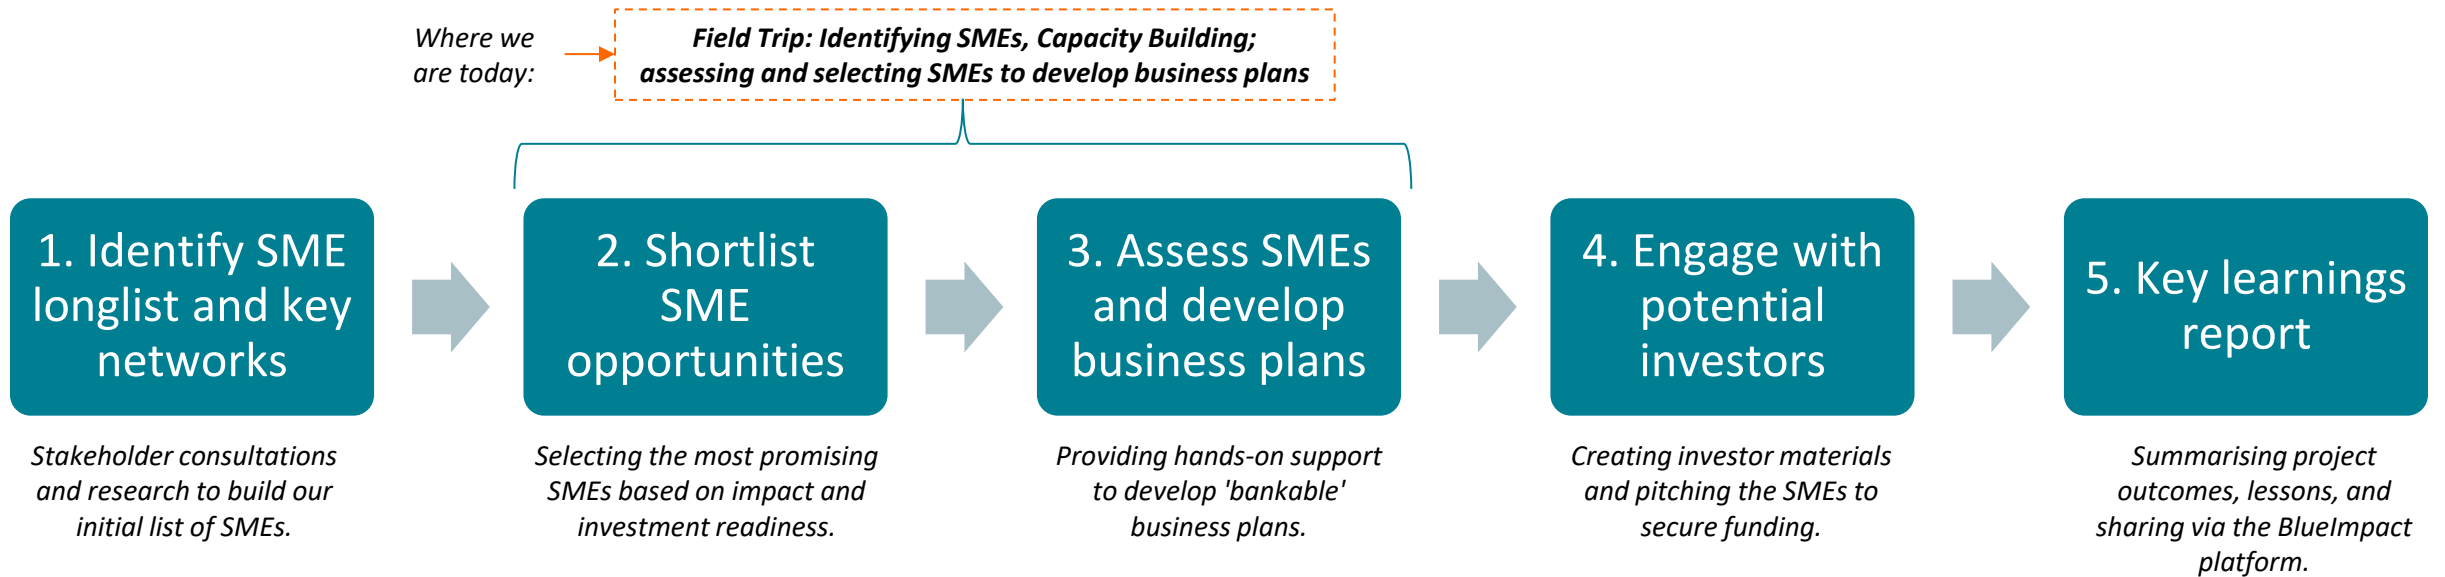 Where we
are today:
Field Trip: Identifying SMEs, Capacity Building;
assessing and selecting SMEs to develop business plans
1. Identify SME
longlist and key
networks
2. Shortlist
SME
opportunities
3. Assess SMEs
and develop
business plans
4. Engage with
potential
investors
5. Key learnings
report
Stakeholder consultations
and research to build our
initial list of SMEs.
Selecting the most promising
SMEs based on impact and
investment readiness.
Providing hands-on support
to develop 'bankable'
business plans.
Creating investor materials
and pitching the SMEs to
secure funding.
Summarising project
outcomes, lessons, and
sharing via the BlueImpact
platform.